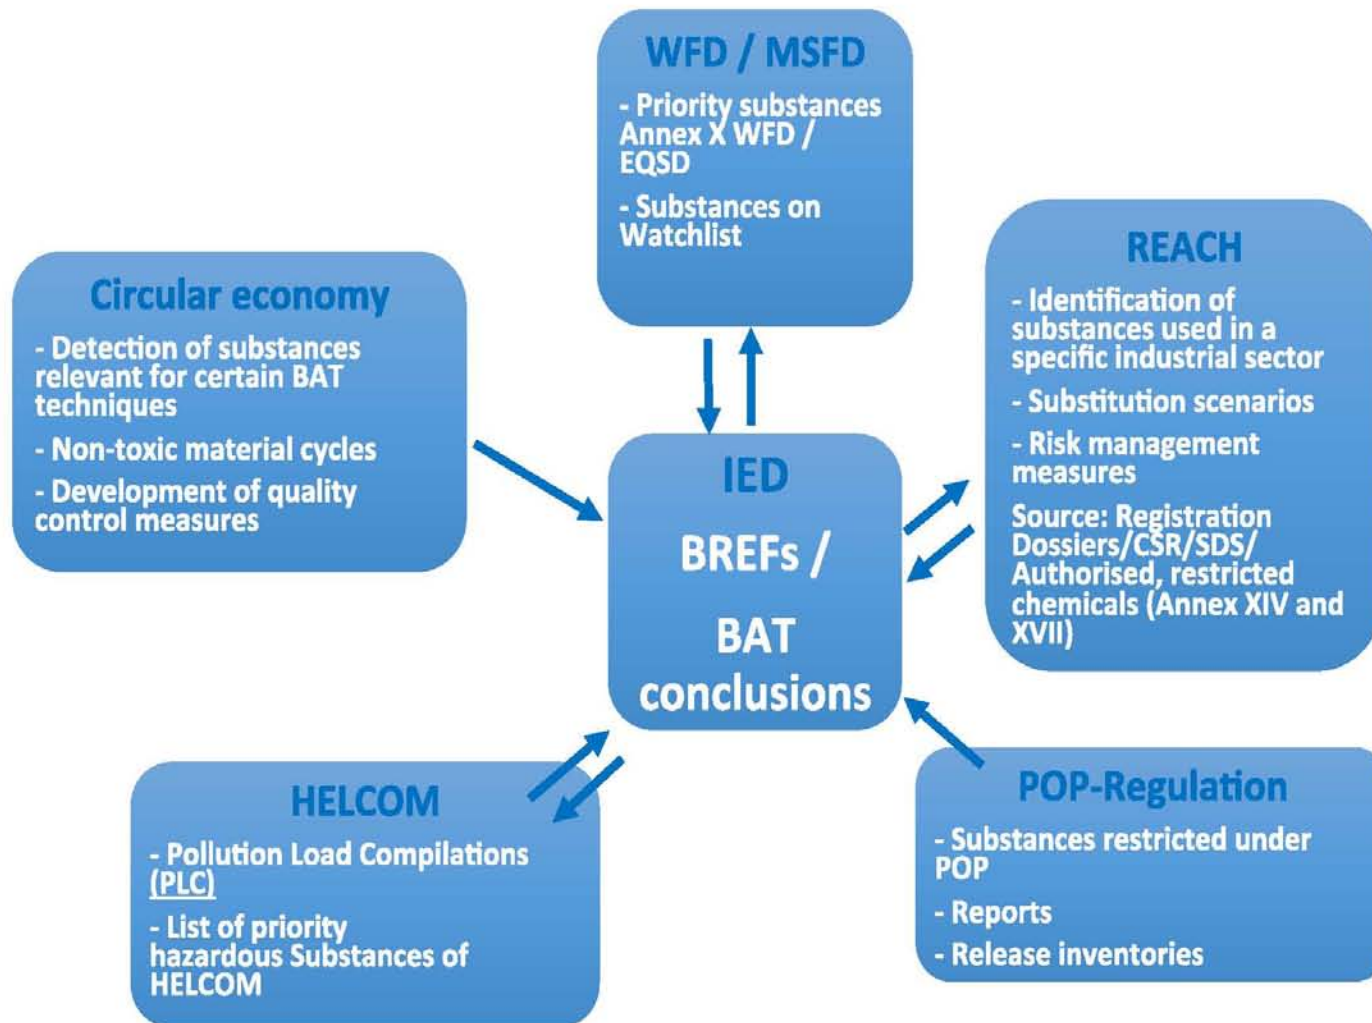 WFD / MSFD
- Priority substances
Annex X WFD /
EQSD
- Substances on
Watchlist
Circular economy
- Detection of substances
relevant for certain BAT
techniques
- Non-toxic material cycles
- Development of quality
control measures
REACH
- Identification of
substances used in a
specific industrial sector
- Substitution scenarios
- Risk management
measures
Source: Registration
Dossiers/CSR/SDS/
Authorised, restricted
chemicals (Annex XIV and
XVII)
IED
BREFs /
BAT
conclusions
HELCOM
- Pollution Load Compilations
(PLC)
- List of priority
hazardous Substances of
HELCOM
POP-Regulation
- Substances restricted under
POP
- Reports
- Release inventories